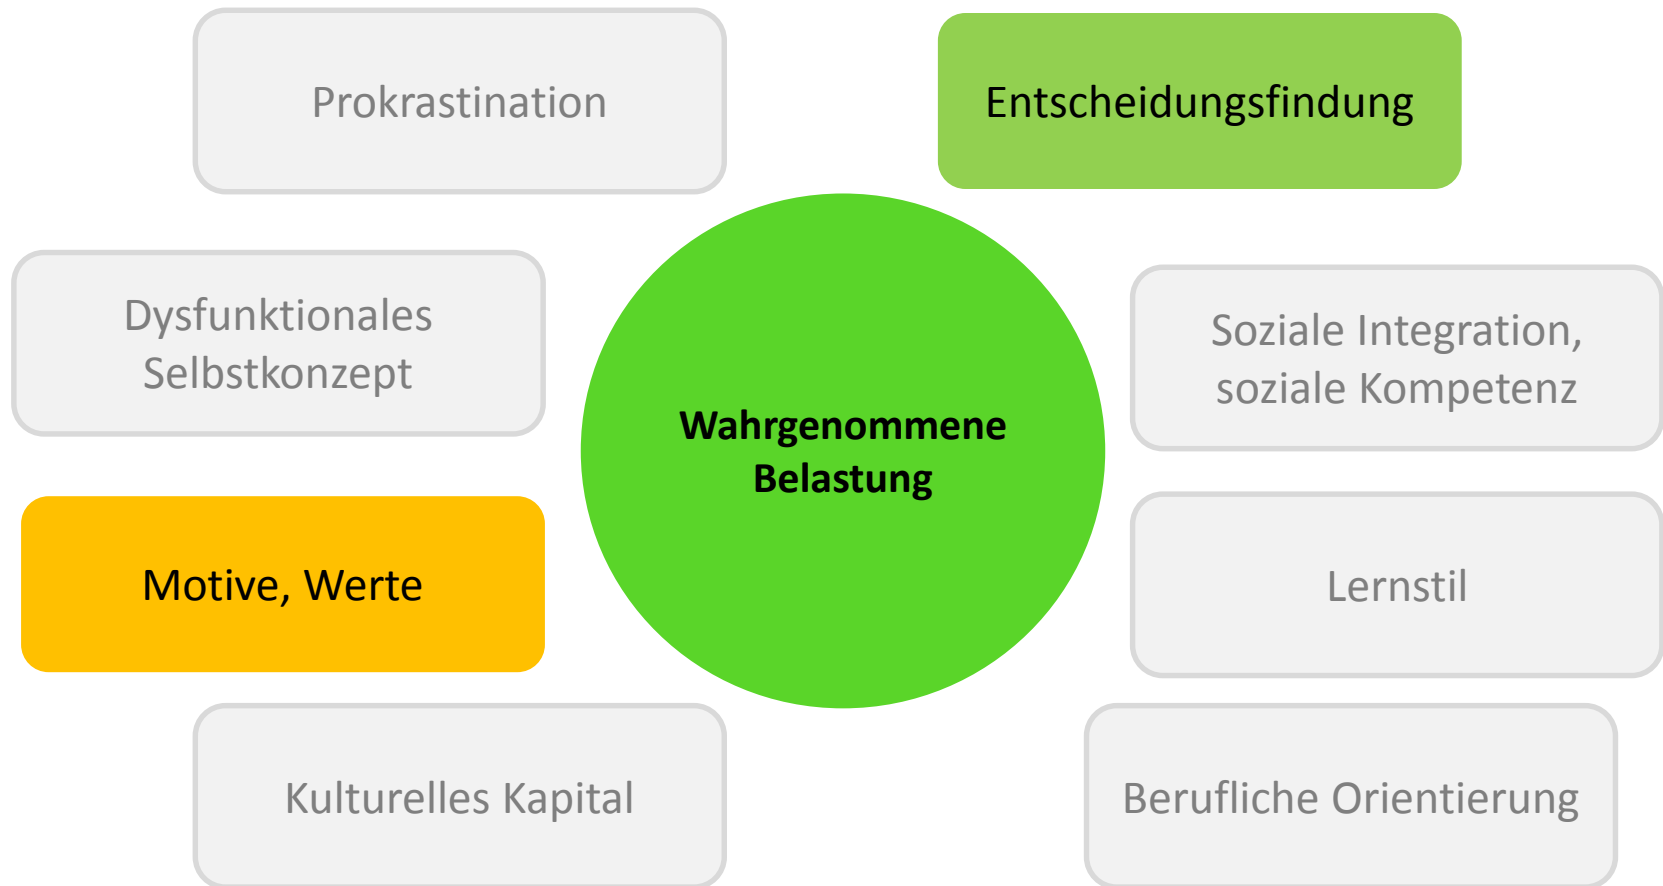 Prokrastination
Entscheidungsfindung
Dysfunktionales
Selbstkonzept
Soziale Integration,
soziale Kompetenz
Wahrgenommene
Belastung
Motive, Werte
Lernstil
Kulturelles Kapital
Berufliche Orientierung